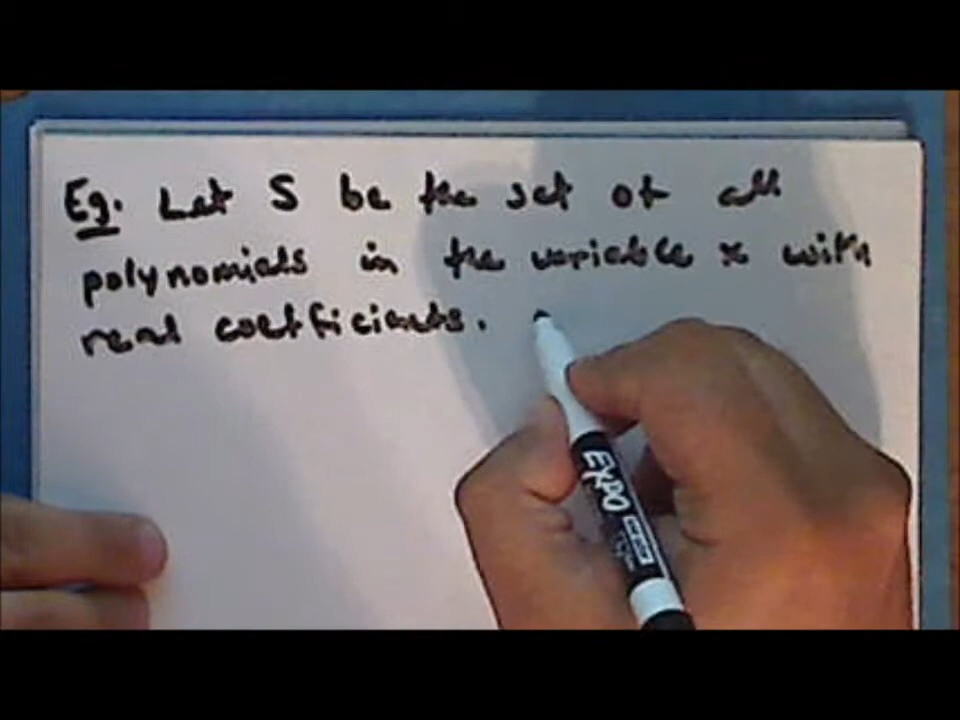 Eg. Let S be the set of all
polynomials in the variable x with
real coefficients.
EXPO